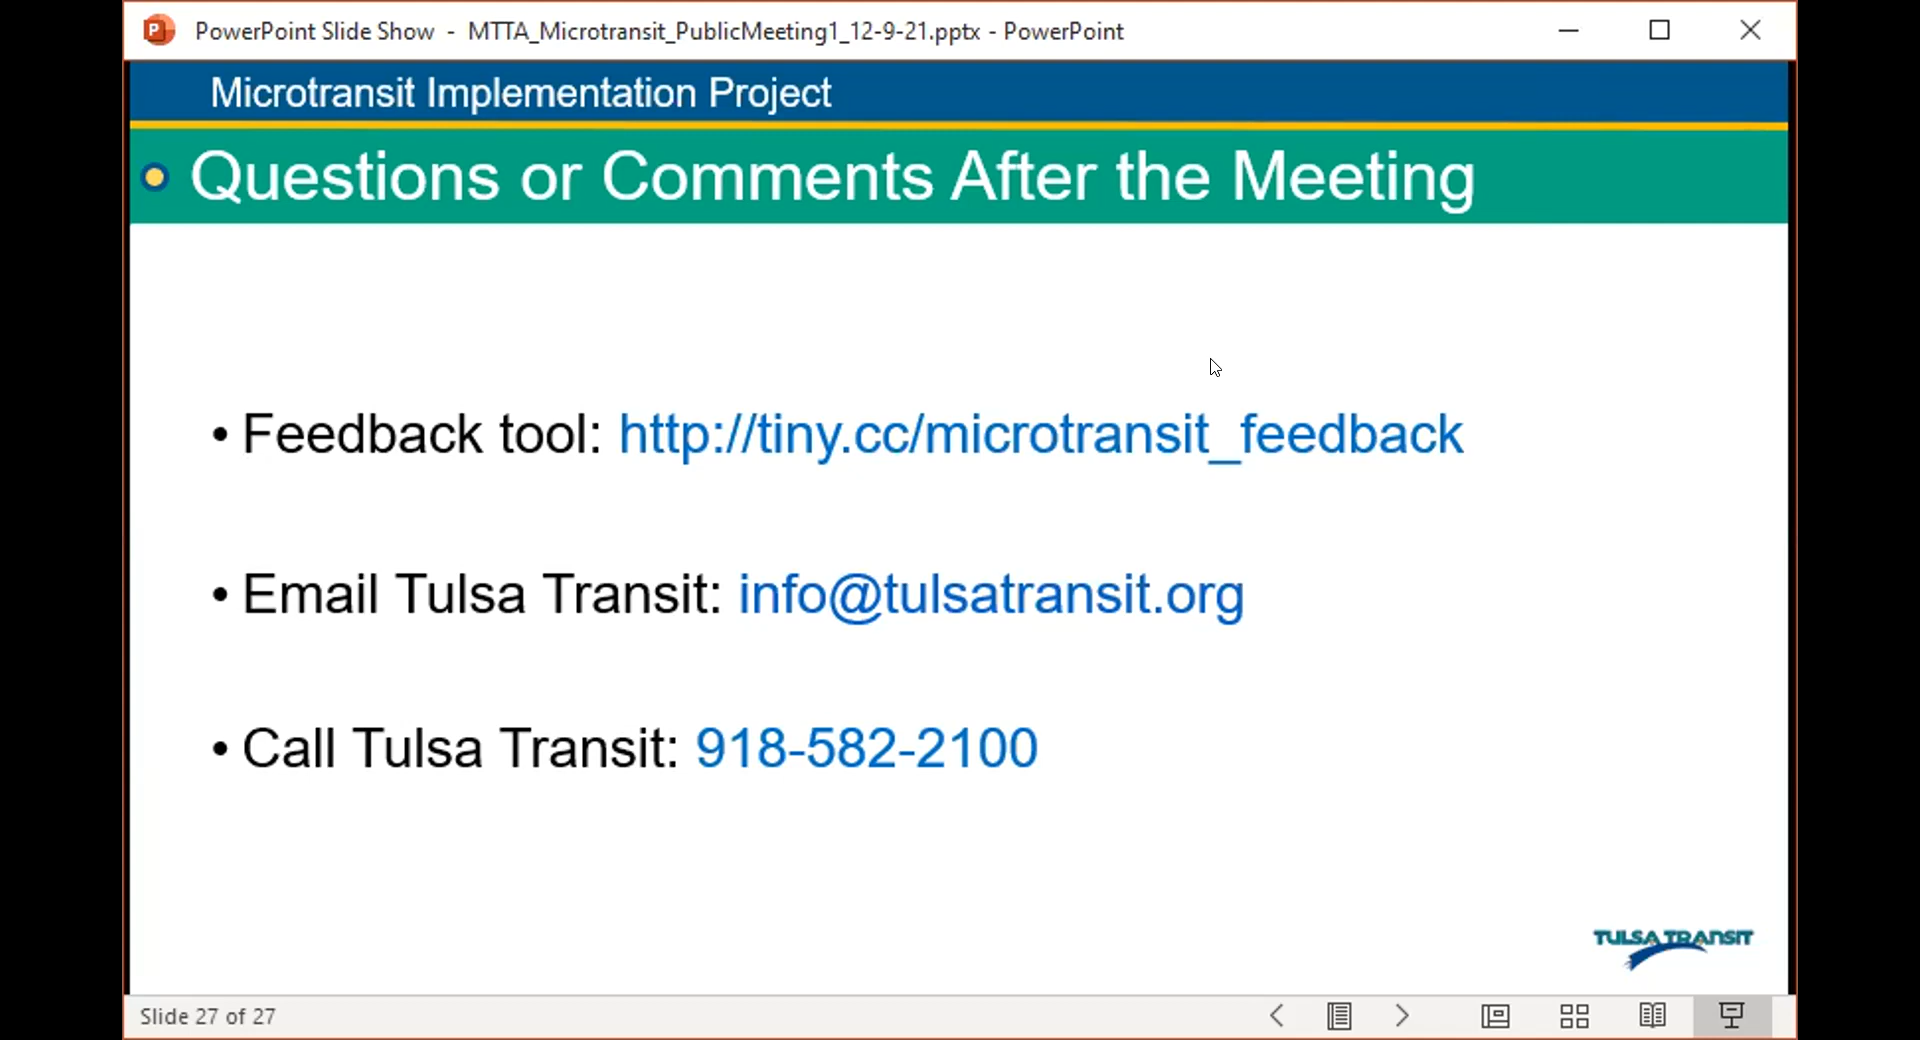 PowerPoint Slide Show - MTTA_Microtransit_PublicMeeting1_12-9-21.pptx - PowerPoint
Microtransit Implementation Project
Questions or Comments After the Meeting
• Feedback tool: http://tiny.cc/microtransit_feedback
• Email Tulsa Transit: info@tulsatransit.org
• Call Tulsa Transit: 918-582-2100
TULSA TRANSIT
Slide 27 of 27